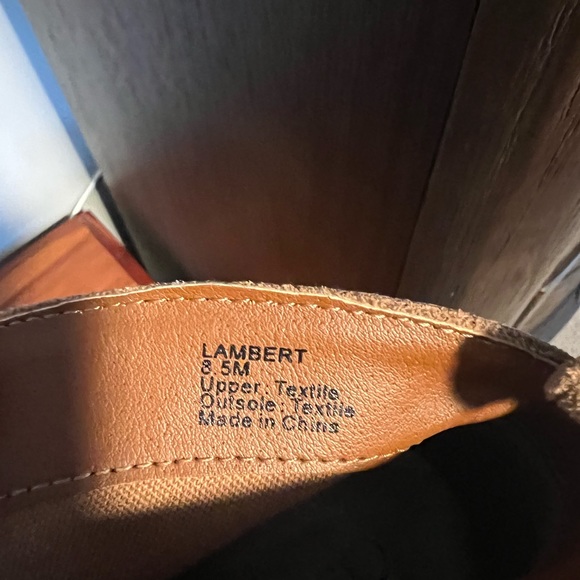 LAMBERT
8.5M
Upper: Textile
Outsole: Textile
Made in China